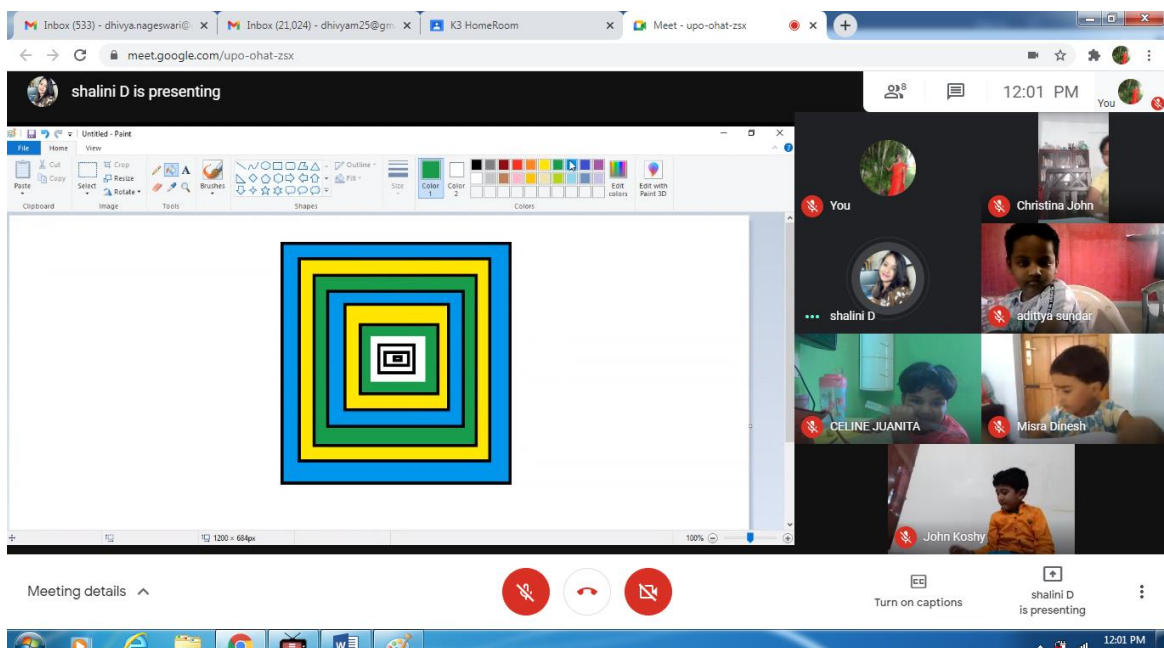 Inbox (533) - dhivya.nageswari@
Inbox (21,024) - dhivyam25@gm
K3 HomeRoom
Meet - upo-ohat-zsx
meet.google.com/upo-ohat-zsx
shalini D is presenting
8
12:01 PM
You
Untitled - Paint
File Home View
Paste
Cut
Copy
Clipboard
Select
Crop
Resize
Rotate
Image
A
Tools
Brushes
Outline
Fill
Shapes
Size
Color 1
Color 2
Colors
Edit colors
Edit with Paint 3D
1200 × 684px
100%
You
Christina John
shalini D
adittya sundar
CELINE JUANITA
Misra Dinesh
John Koshy
Meeting details
CC
Turn on captions
shalini D
is presenting
W
12:01 PM